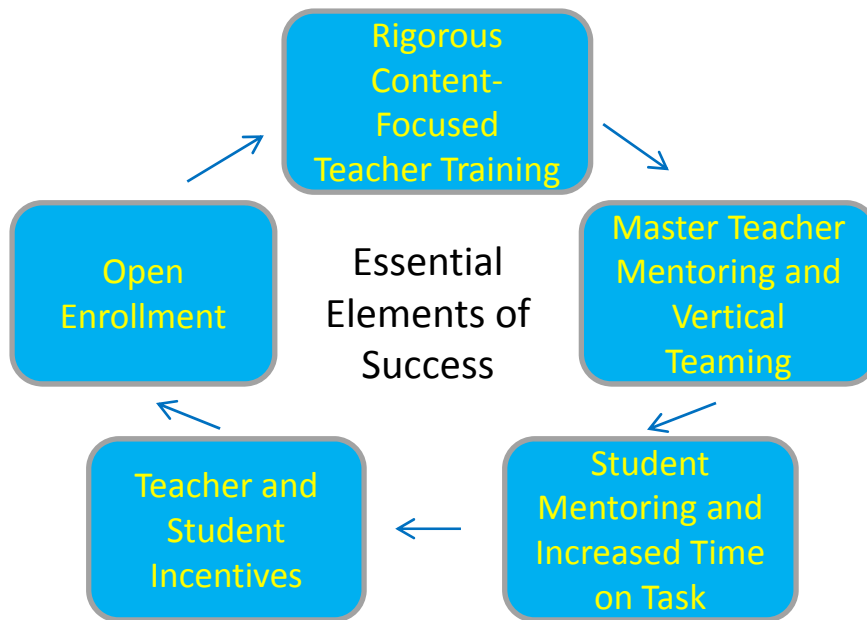 Rigorous
Content-
Focused
Teacher Training
Master Teacher
Mentoring and
Vertical
Teaming
Student
Mentoring and
Increased Time
on Task
Teacher and
Student
Incentives
Open
Enrollment
Essential
Elements of
Success